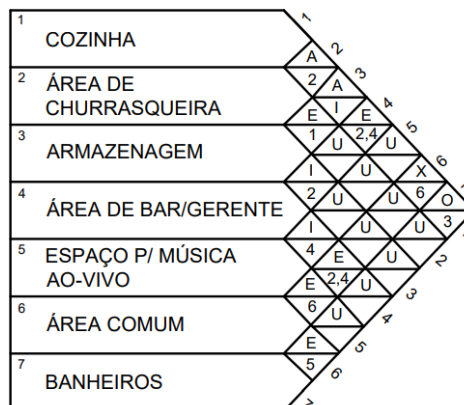 1 1
COZINHA
A 2
2 2 A 3
ÁREA DE
CHURRASQUEIRA
E I E 4
3 1 U 2,4 U 5
ARMAZENAGEM
I U X 6
4 2 U U 6 O
ÁREA DE BAR/GERENTE
I U U 3
5 4 E U 2
ESPAÇO P/ MÚSICA
AO-VIVO
E 2,4 U 3
6 6 U 4
ÁREA COMUM
E 5
7 5 6
BANHEIROS